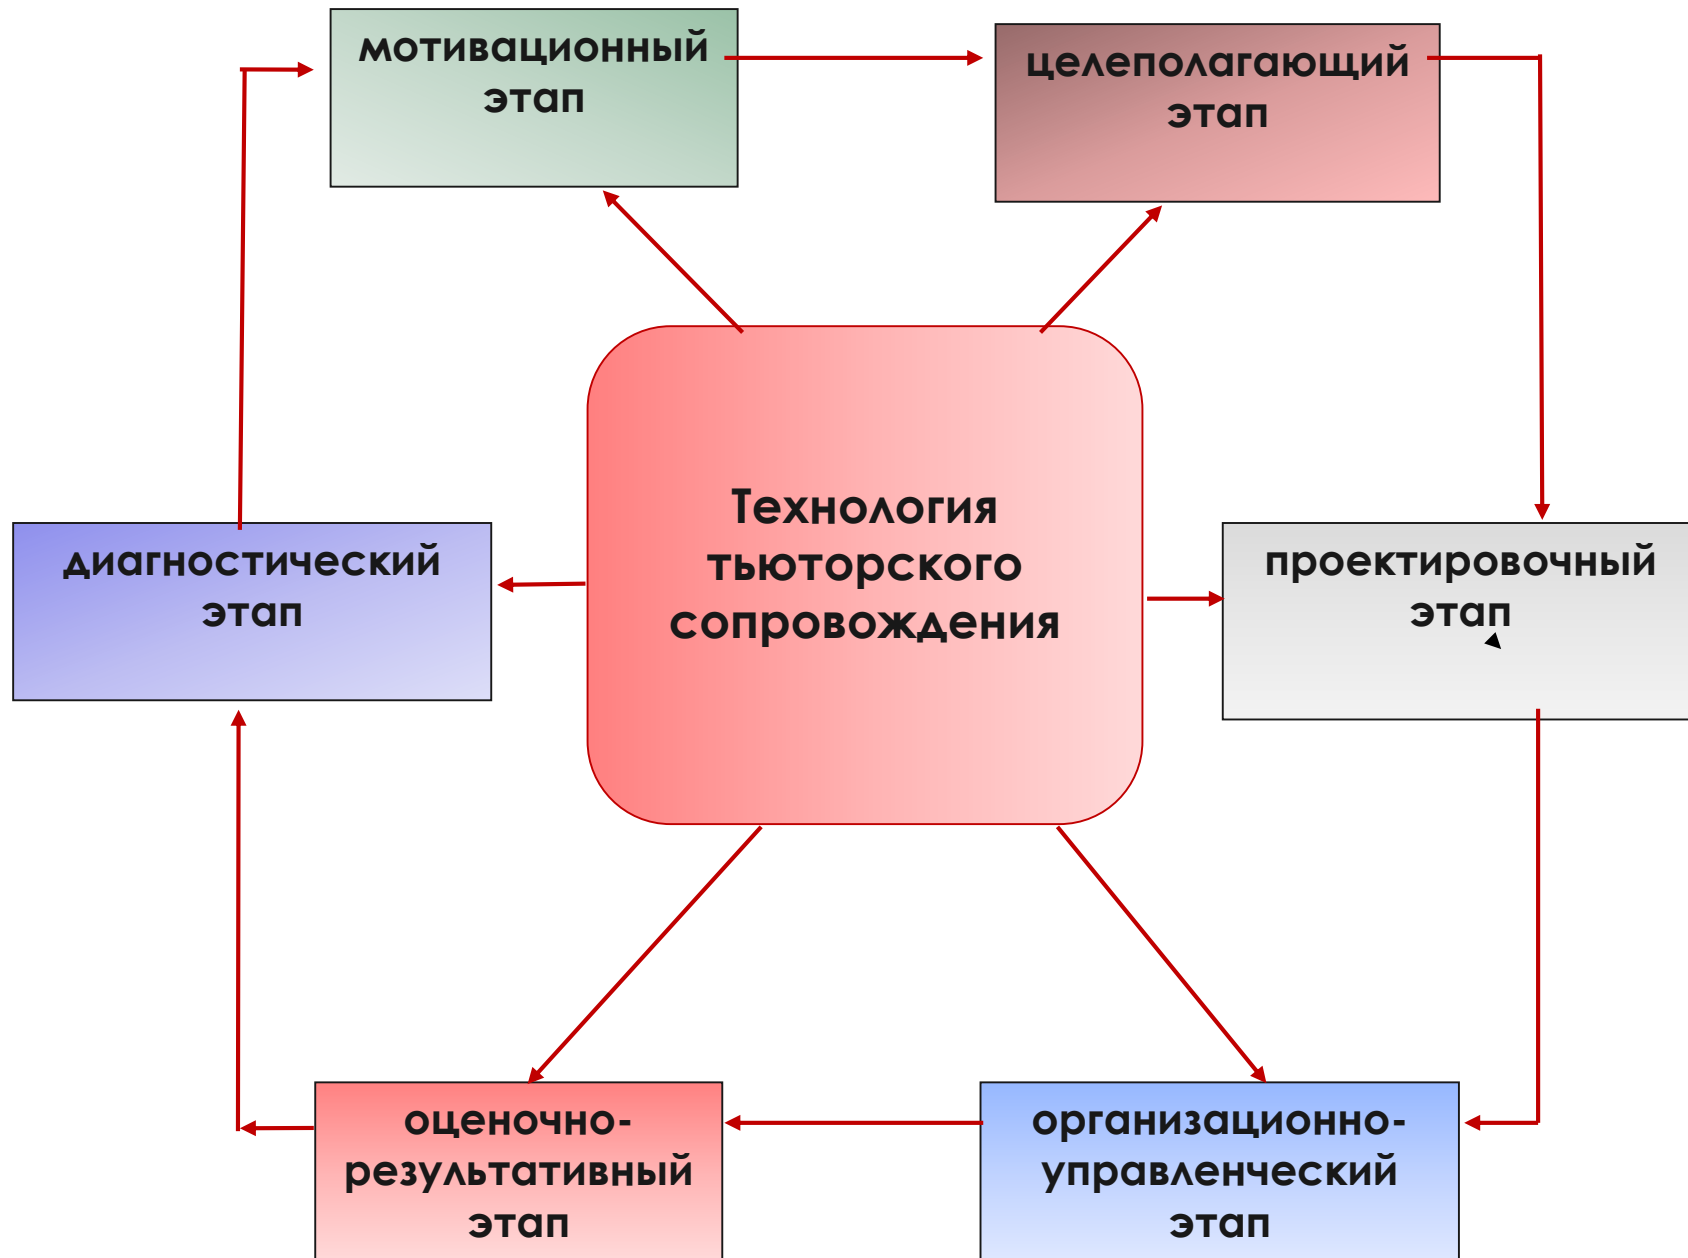 мотивационный
этап
целеполагающий
этап
диагностический
этап
Технология
тьюторского
сопровождения
проектировочный
этап
оценочно-
результативный
этап
организационно-
управленческий
этап